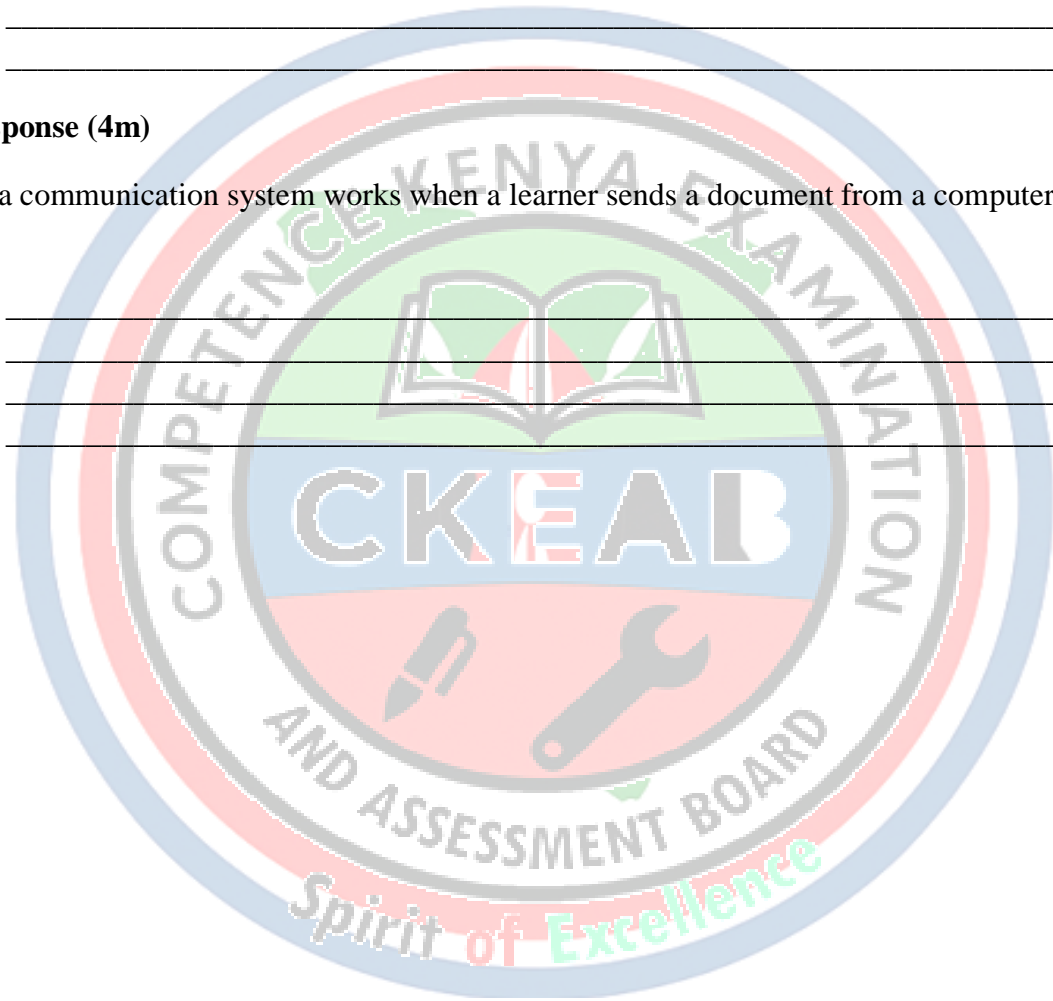 ponse (4m)
a communication system works when a learner sends a document from a computer
COMPETENCE KENYA EXAMINATION
CKEAB
AND ASSESSMENT BOARD
Spirit of Excellence